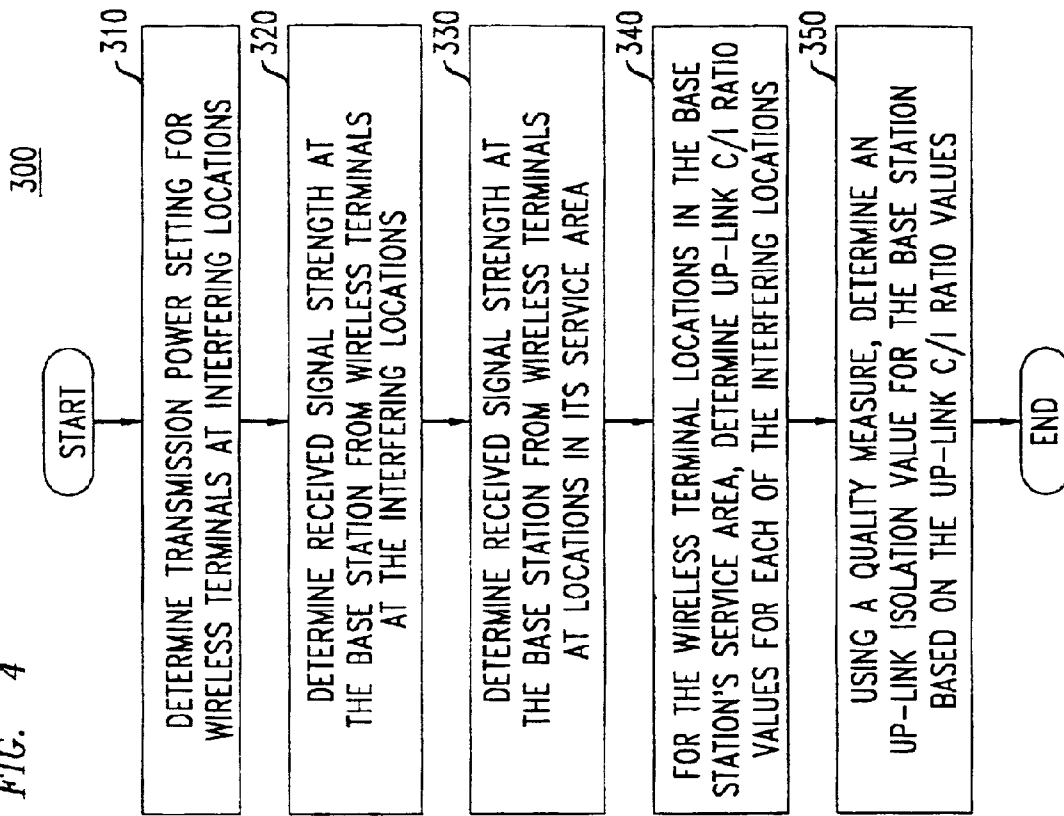 FIG. 4
300
START
310
DETERMINE TRANSMISSION POWER SETTING FOR
WIRELESS TERMINALS AT INTERFERING LOCATIONS
320
DETERMINE RECEIVED SIGNAL STRENGTH AT
THE BASE STATION FROM WIRELESS TERMINALS
AT THE INTERFERING LOCATIONS
330
DETERMINE RECEIVED SIGNAL STRENGTH AT
THE BASE STATION FROM WIRELESS TERMINALS
AT LOCATIONS IN ITS SERVICE AREA
340
FOR THE WIRELESS TERMINAL LOCATIONS IN THE BASE
STATION'S SERVICE AREA, DETERMINE UP-LINK C/I RATIO
VALUES FOR EACH OF THE INTERFERING LOCATIONS
350
USING A QUALITY MEASURE, DETERMINE AN
UP-LINK ISOLATION VALUE FOR THE BASE STATION
BASED ON THE UP-LINK C/I RATIO VALUES
END